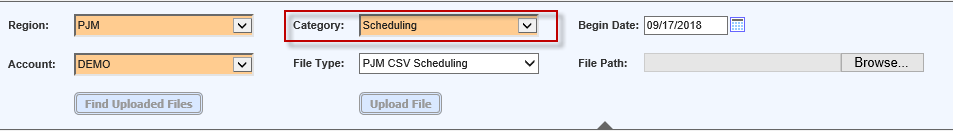 Region: PJM Category: Scheduling Begin Date: 09/17/2018
Account: DEMO File Type: PJM CSV Scheduling File Path: Browse...
Find Uploaded Files Upload File